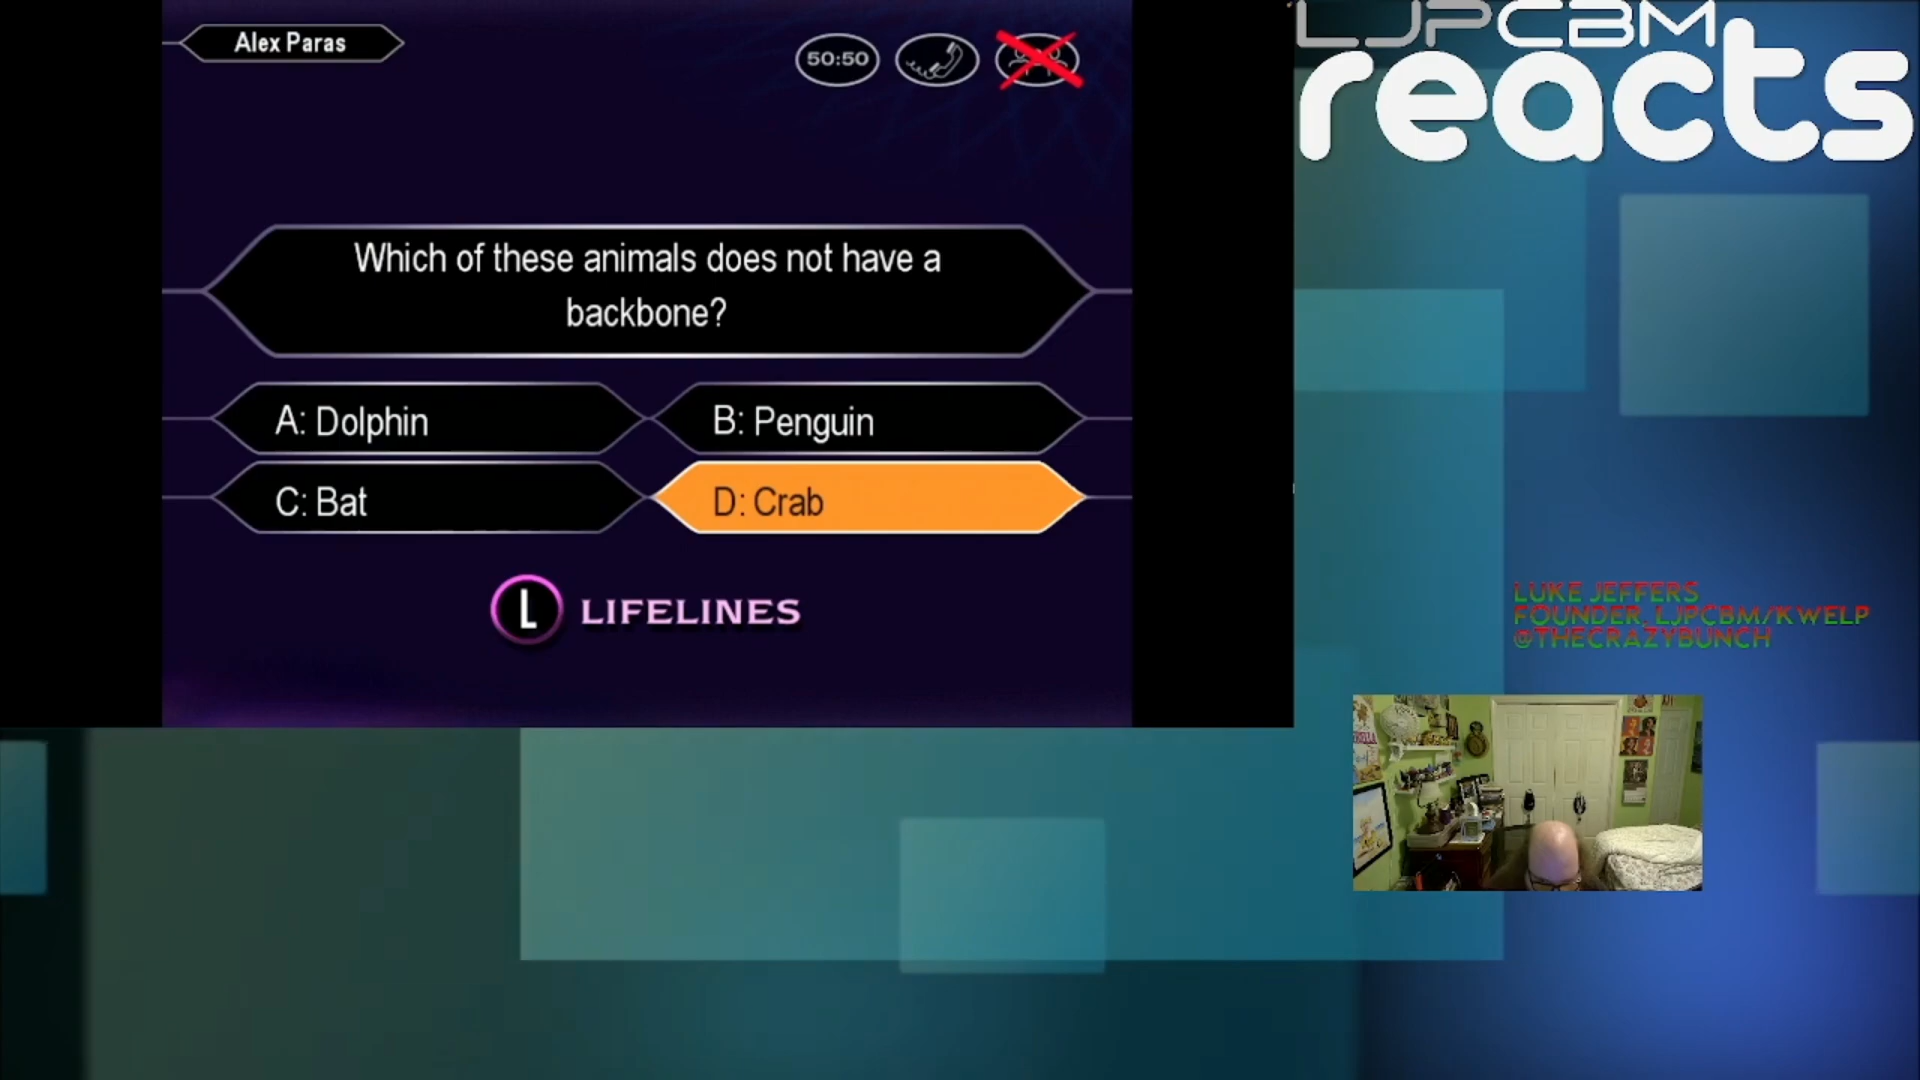 Alex Paras
50:50
LJPCBM
reacts
Which of these animals does not have a
backbone?
A: Dolphin
B: Penguin
C: Bat
D: Crab
L LIFELINES
LUKE JEFFERS
FOUNDER, LJPCBM/KWELP
@THECRAZYBUNCH